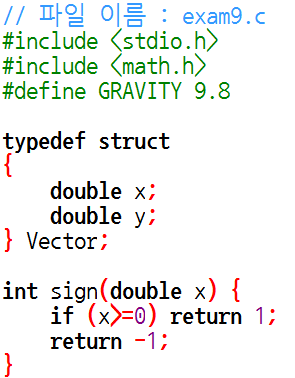 // 파일 이름 : exam9.c
#include <stdio.h>
#include <math.h>
#define GRAVITY 9.8

typedef struct
{
    double x;
    double y;
} Vector;

int sign(double x) {
    if (x>=0) return 1;
    return -1;
}